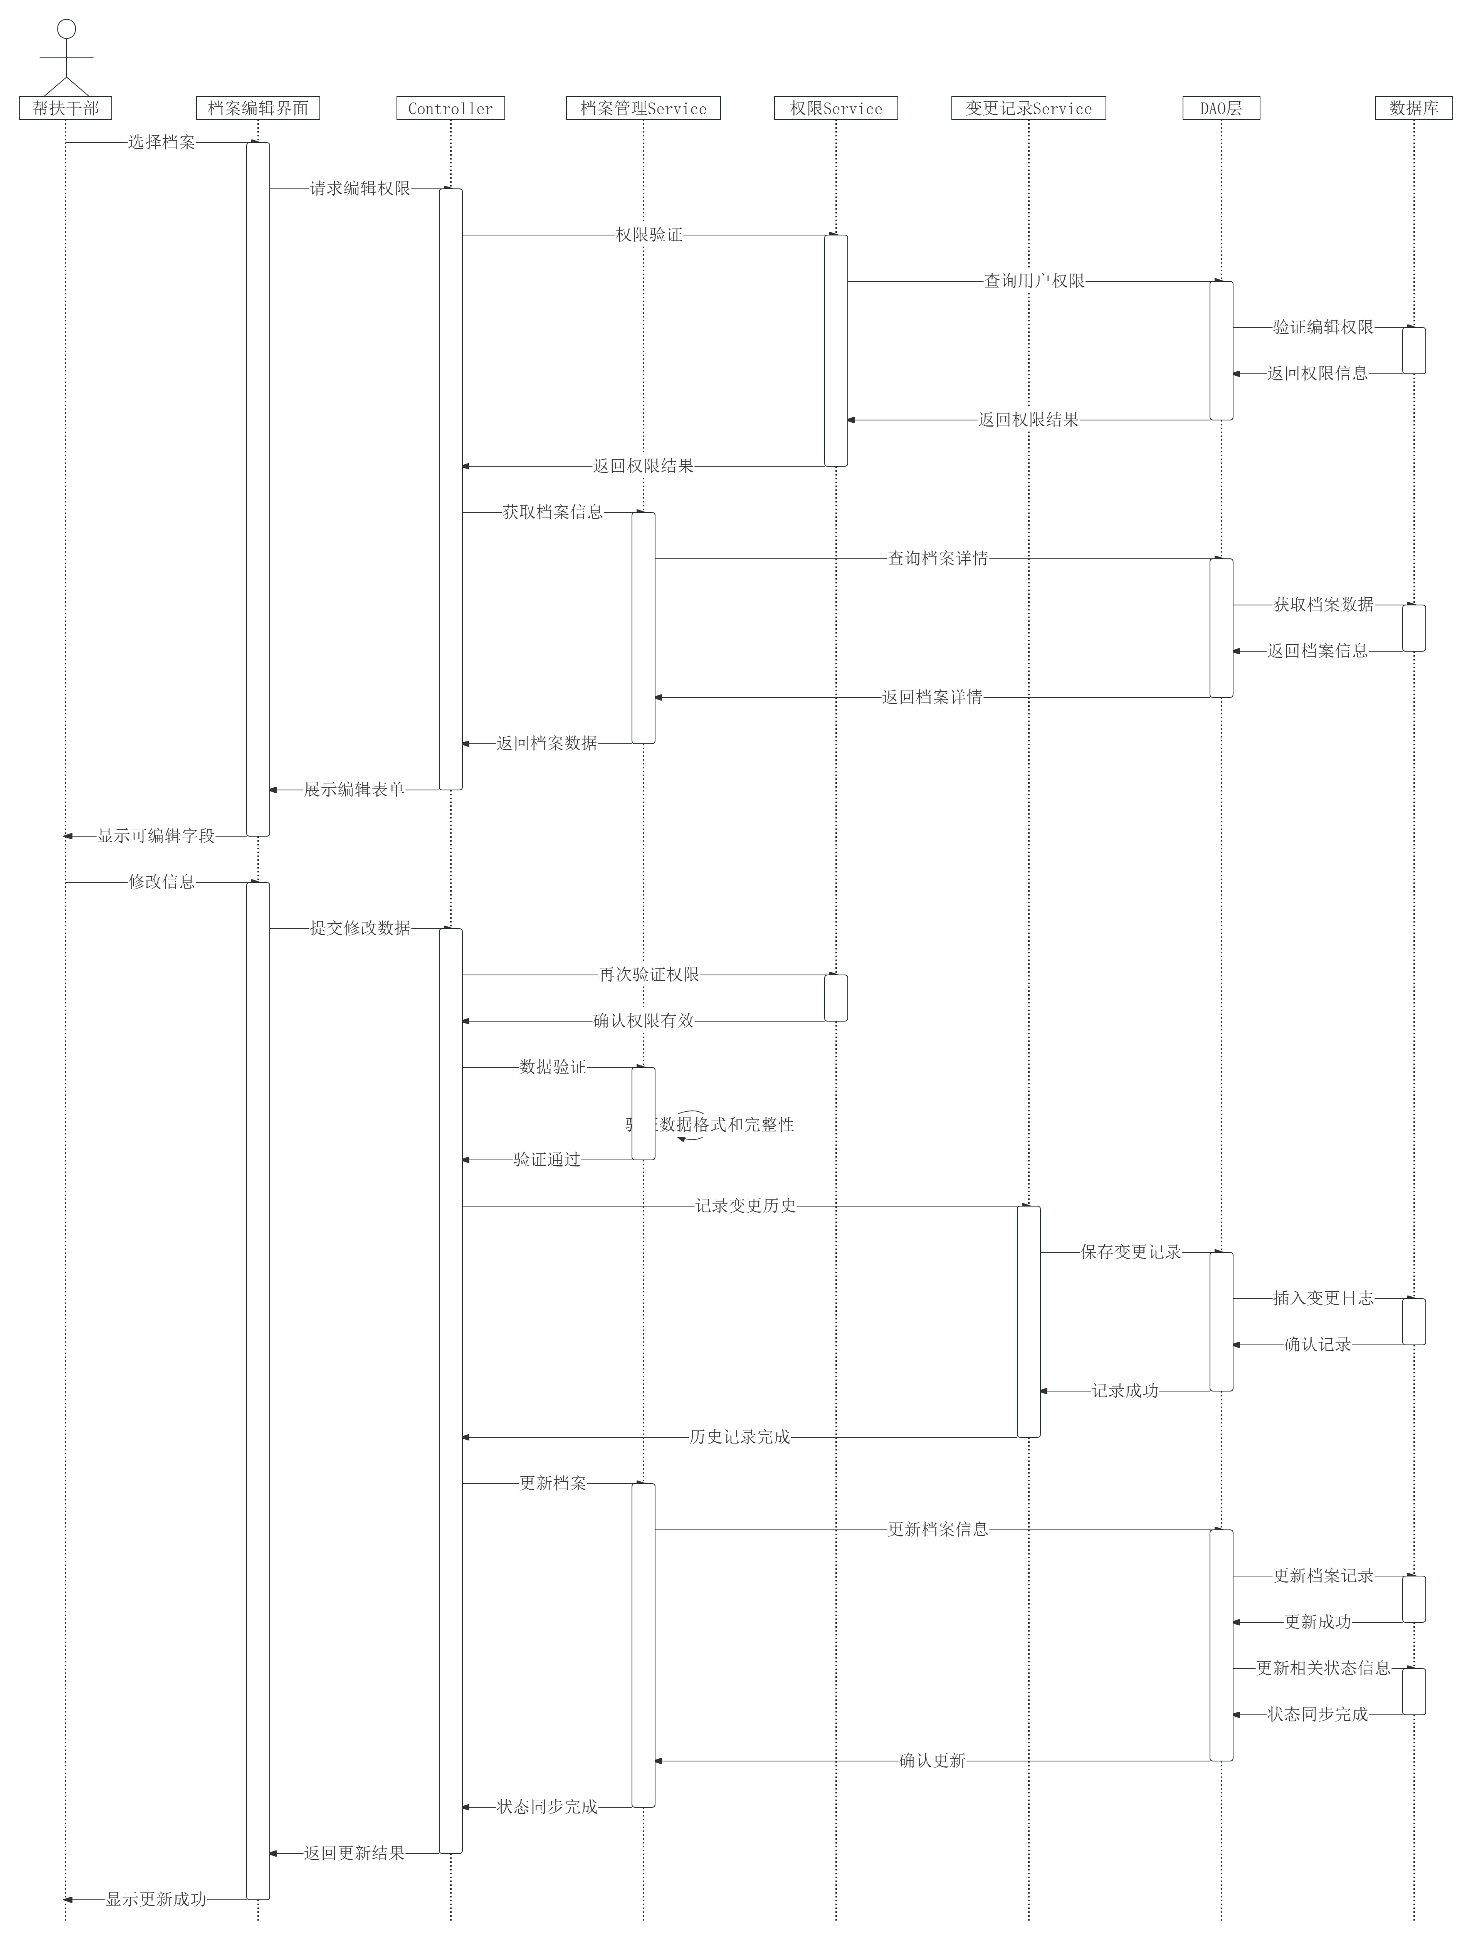 帮扶干部
档案编辑界面
Controller
档案管理Service
权限Service
变更记录Service
DAO层
数据库
选择档案
请求编辑权限
权限验证
查询用户权限
验证编辑权限
返回权限信息
返回权限结果
返回权限结果
获取档案信息
查询档案详情
获取档案数据
返回档案信息
返回档案详情
返回档案数据
展示编辑表单
显示可编辑字段
修改信息
提交修改数据
再次验证权限
确认权限有效
数据验证
验证数据格式和完整性
验证通过
记录变更历史
保存变更记录
插入变更日志
确认记录
记录成功
历史记录完成
更新档案
更新档案信息
更新档案记录
更新成功
更新相关状态信息
状态同步完成
确认更新
状态同步完成
返回更新结果
显示更新成功